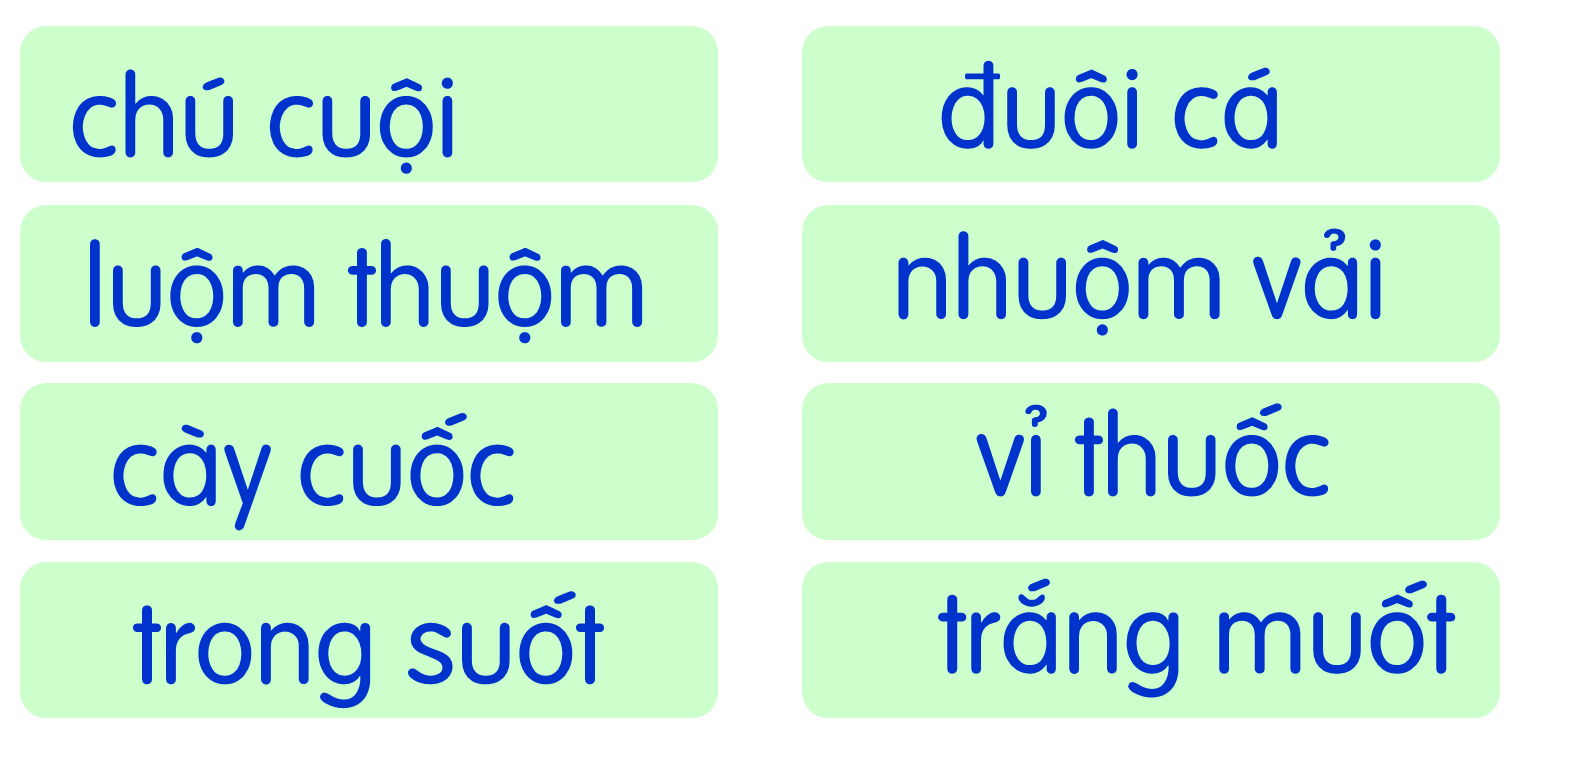 chú cuội
đuôi cá
luộm thuộm
nhuộm vải
cày cuốc
vỉ thuốc
trong suốt
trắng muốt